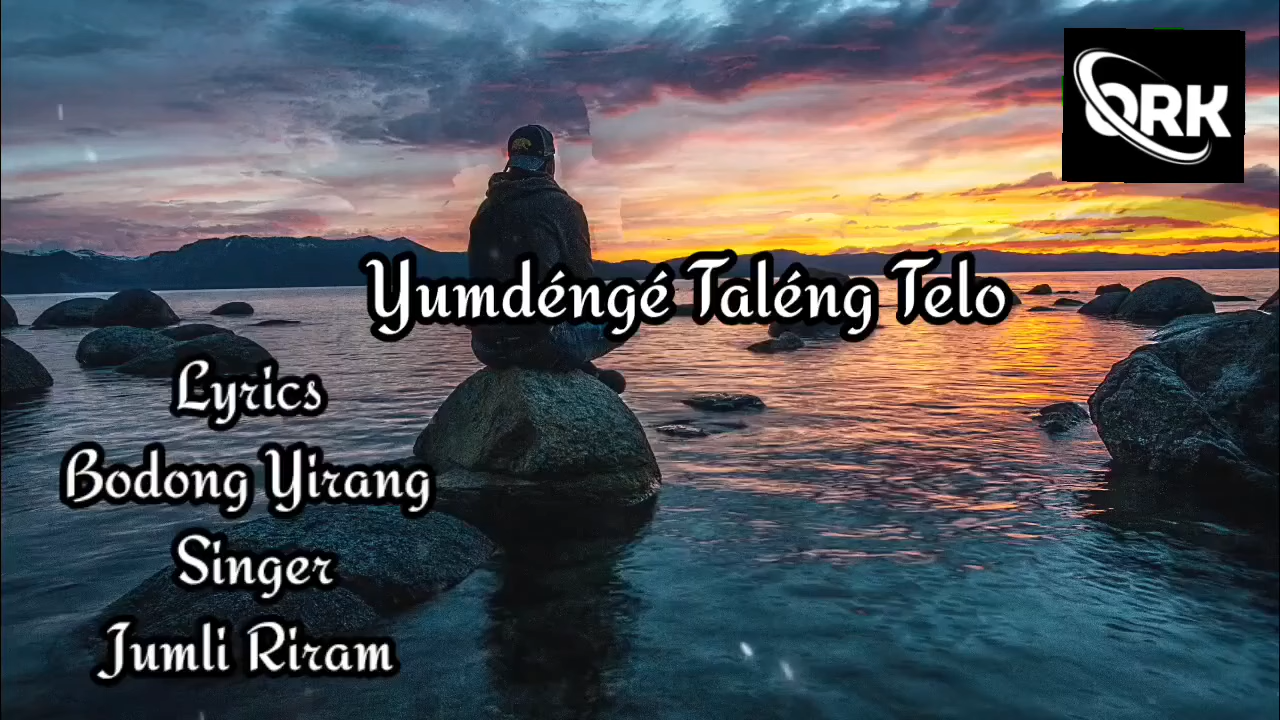 ORK
Yumdéngé Taléng Telo
Lyrics
Bodong Yirang
Singer
Jumli Riram